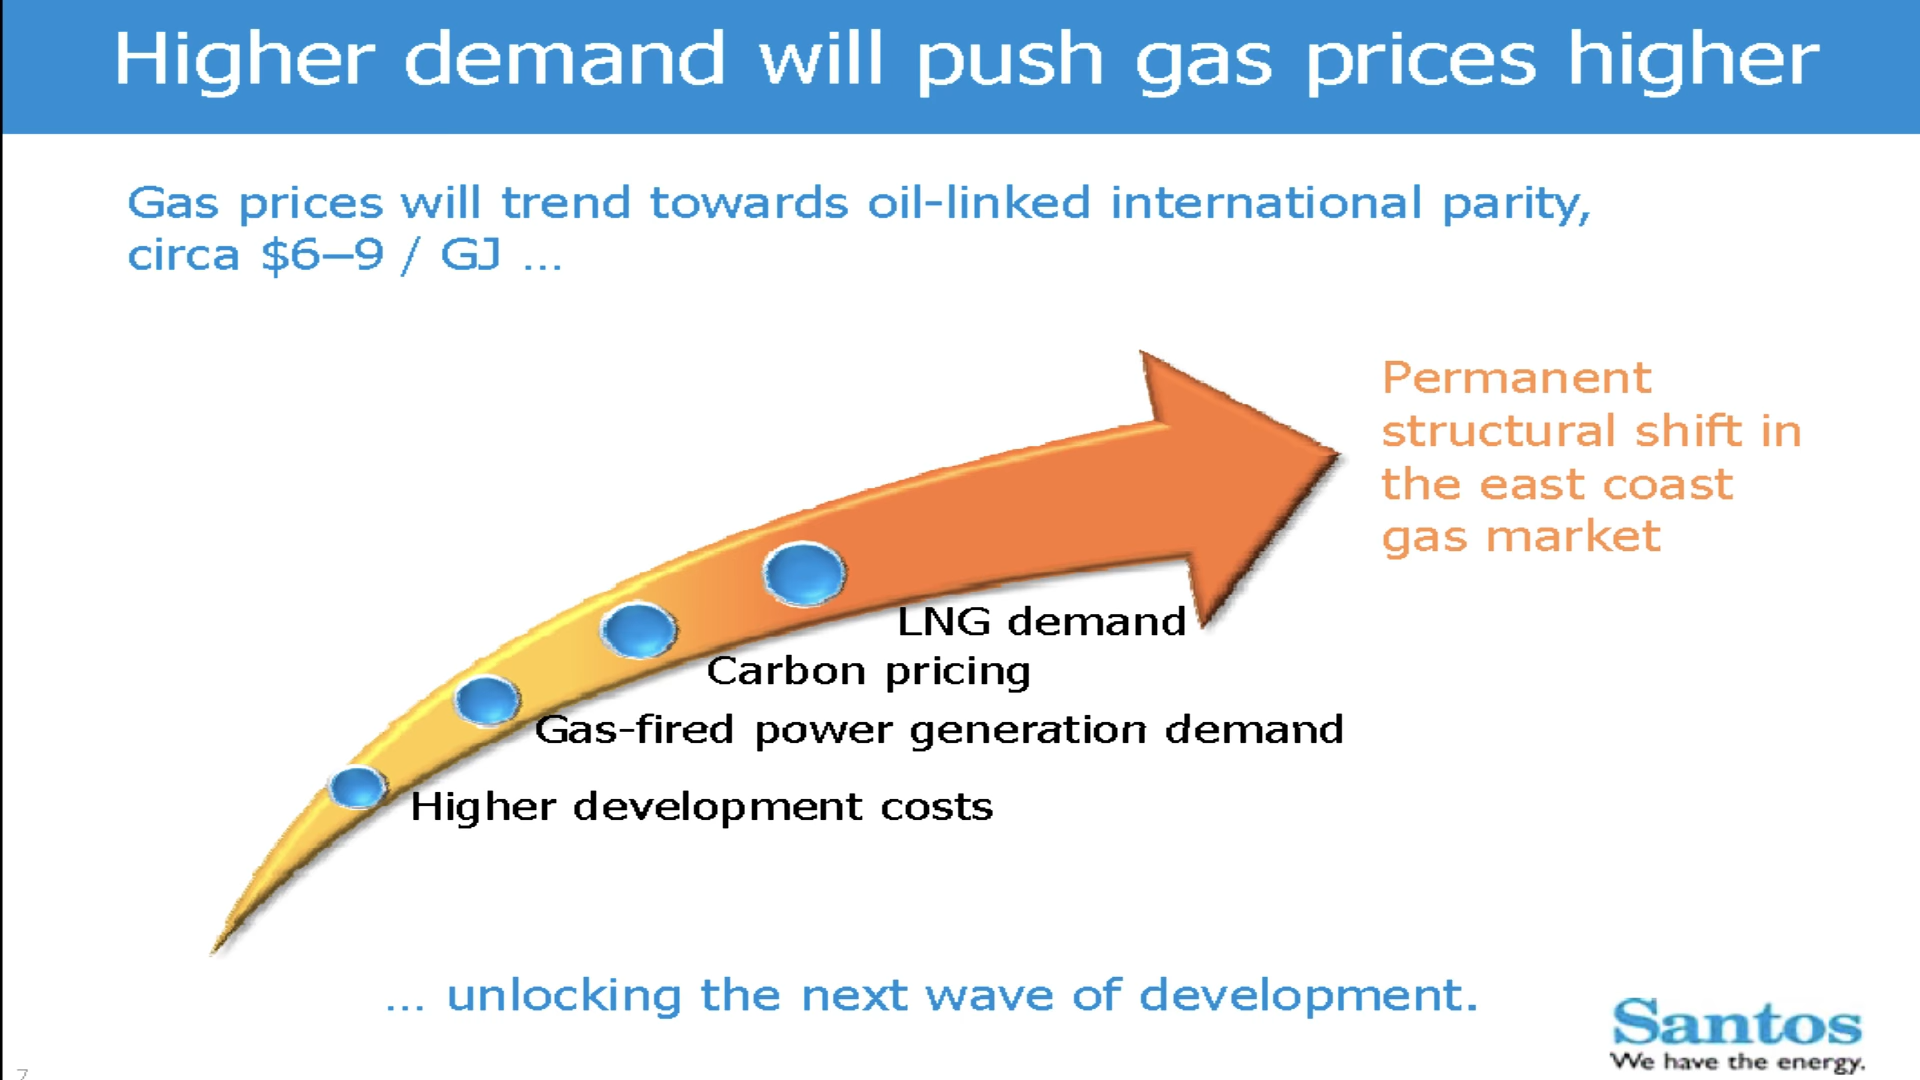 Higher demand will push gas prices higher
Gas prices will trend towards oil-linked international parity,
circa $6–9 / GJ ...
Permanent
structural shift in
the east coast
gas market
LNG demand
Carbon pricing
Gas-fired power generation demand
Higher development costs
... unlocking the next wave of development.
Santos
We have the energy.
7